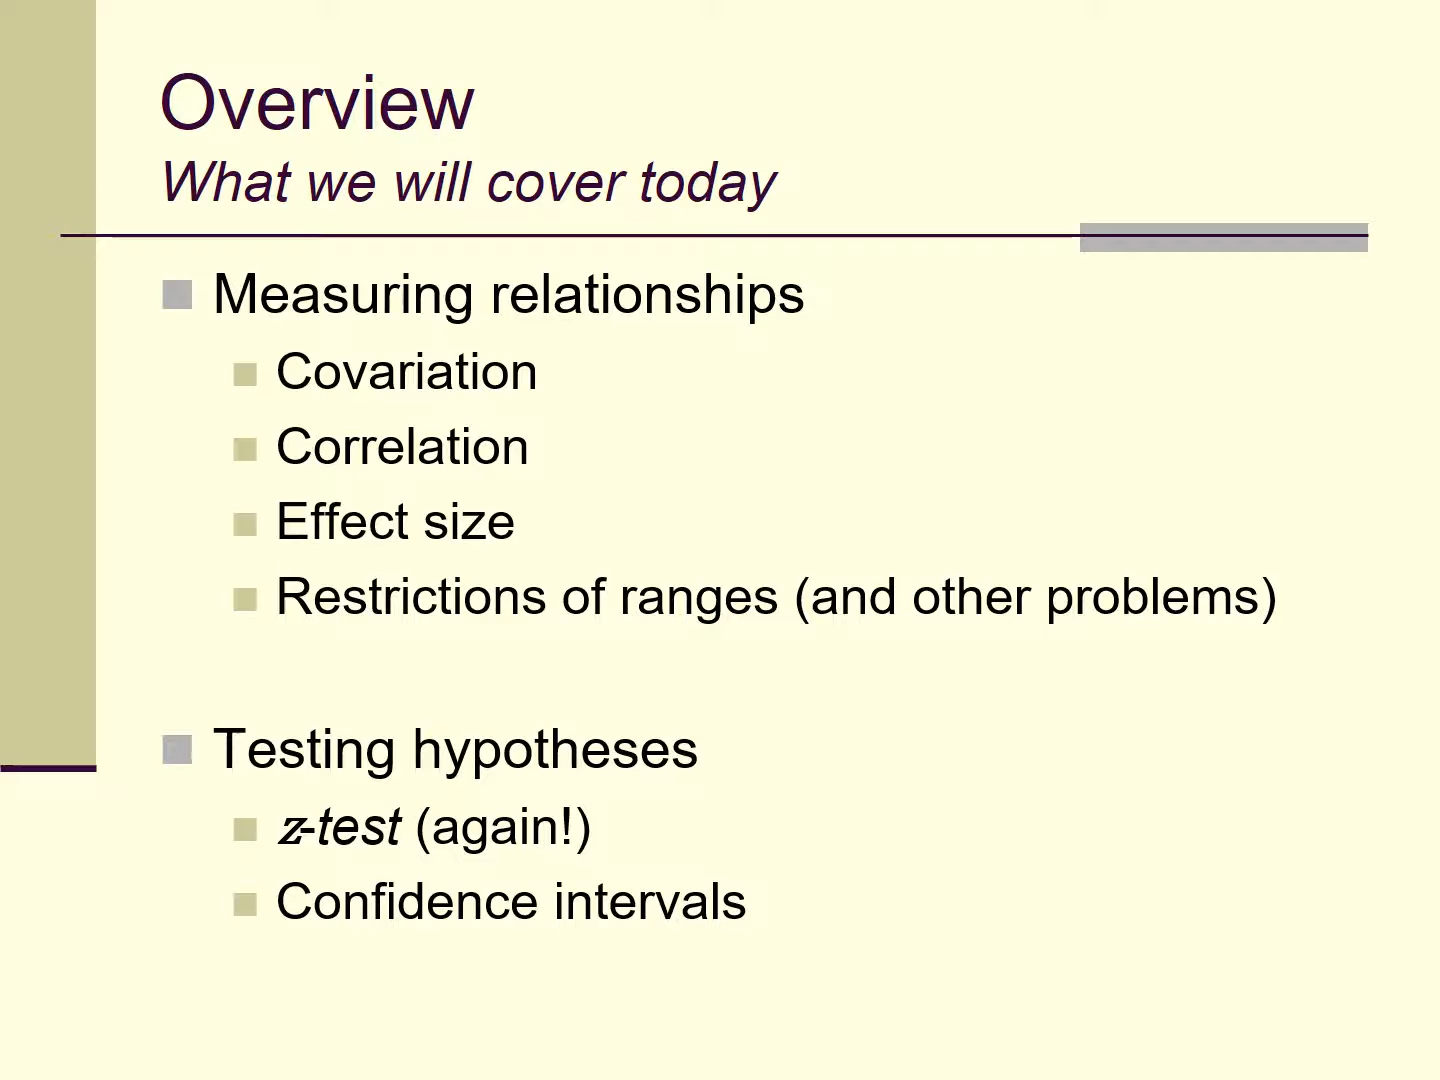 Overview
What we will cover today
Measuring relationships
Covariation
Correlation
Effect size
Restrictions of ranges (and other problems)
Testing hypotheses
z-test (again!)
Confidence intervals